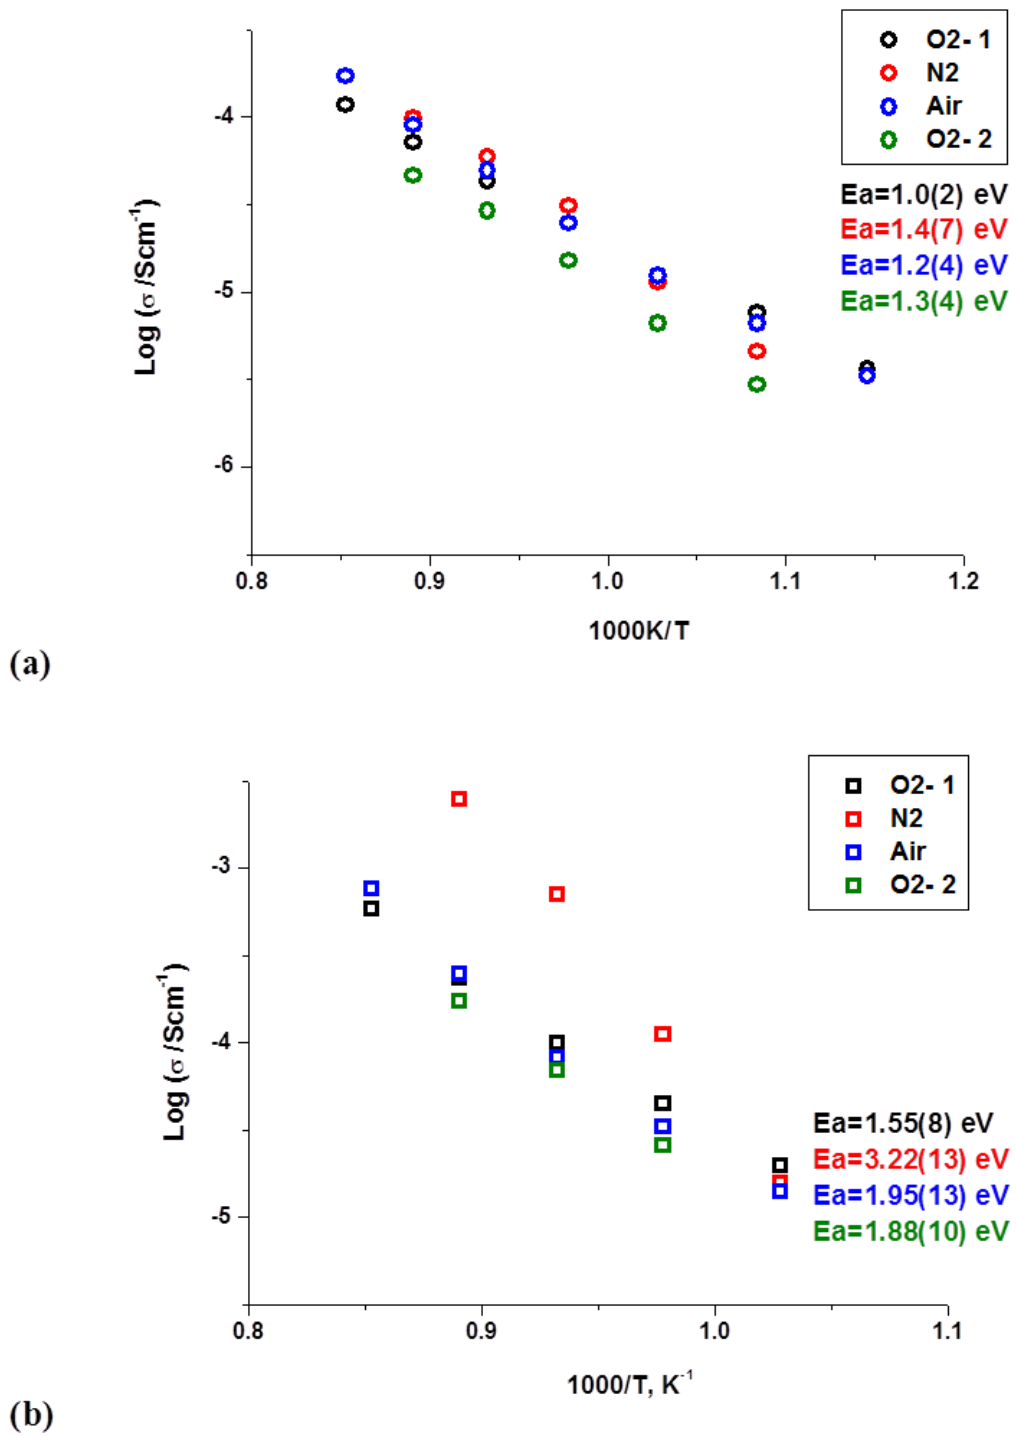 O2- 1
N2
Air
O2- 2
Ea=1.0(2) eV
Ea=1.4(7) eV
Ea=1.2(4) eV
Ea=1.3(4) eV
Log (σ /Scm⁻¹)
-4
-5
-6
0.8 0.9 1.0 1.1 1.2
1000K/T
(a)
O2- 1
N2
Air
O2- 2
Log (σ /Scm⁻¹)
-3
-4
-5
Ea=1.55(8) eV
Ea=3.22(13) eV
Ea=1.95(13) eV
Ea=1.88(10) eV
0.8 0.9 1.0 1.1
1000/T, K⁻¹
(b)